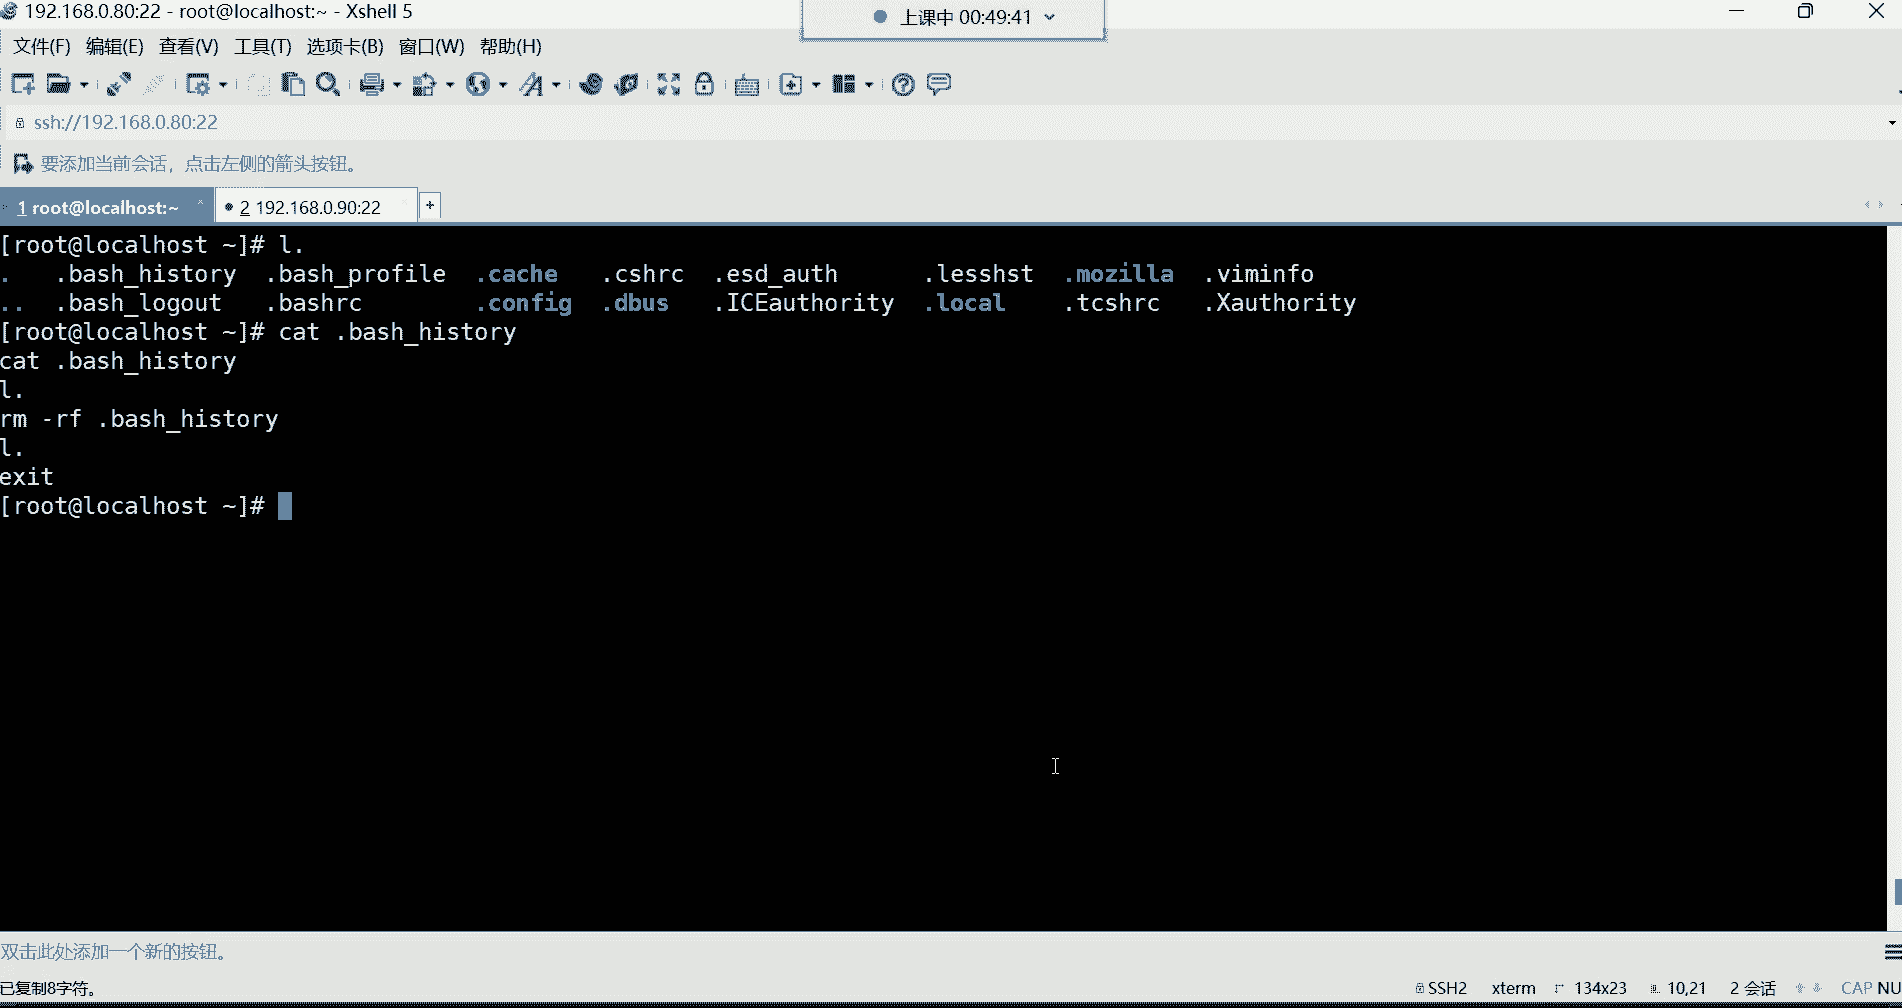 192.168.0.80:22 - root@localhost:~ - Xshell 5
上课中 00:49:41
文件(F) 编辑(E) 查看(V) 工具(T) 选项卡(B) 窗口(W) 帮助(H)
ssh://192.168.0.80:22
要添加当前会话，点击左侧的箭头按钮。
1 root@localhost:~ 2 192.168.0.90:22 +
[root@localhost ~]# l.
. .bash_history .bash_profile .cache .cshrc .esd_auth .lesshst .mozilla .viminfo
.. .bash_logout .bashrc .config .dbus .ICEauthority .local .tcshrc .Xauthority
[root@localhost ~]# cat .bash_history
cat .bash_history
l.
rm -rf .bash_history
l.
exit
[root@localhost ~]#
双击此处添加一个新的按钮。
已复制8字符。 SSH2 xterm 134x23 10,21 2 会话 CAP NU